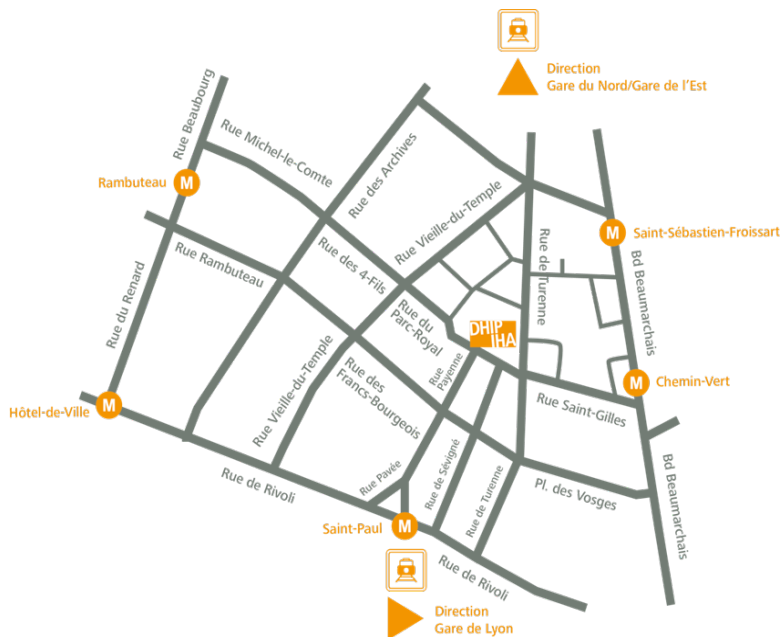 Direction
Gare du Nord/Gare de l'Est
Rue Beaubourg
Rue Michel-le-Comte
Rue des Archives
Rambuteau
M
Rue Vieille-du-Temple
M
Saint-Sébastien-Froissart
Rue Rambuteau
Rue des 4-Fils
Rue de Turenne
Bd Beaumarchais
Rue du Renard
Rue du
Parc-Royal
DHIP
IHA
Rue
Payenne
M
Chemin-Vert
Rue Vieille-du-Temple
Rue des
Francs-Bourgeois
Rue Saint-Gilles
Hôtel-de-Ville
M
Rue de Rivoli
Rue Pavée
Rue de Sévigné
Rue de Turenne
Pl. des Vosges
Bd Beaumarchais
Saint-Paul
M
Rue de Rivoli
Direction
Gare de Lyon